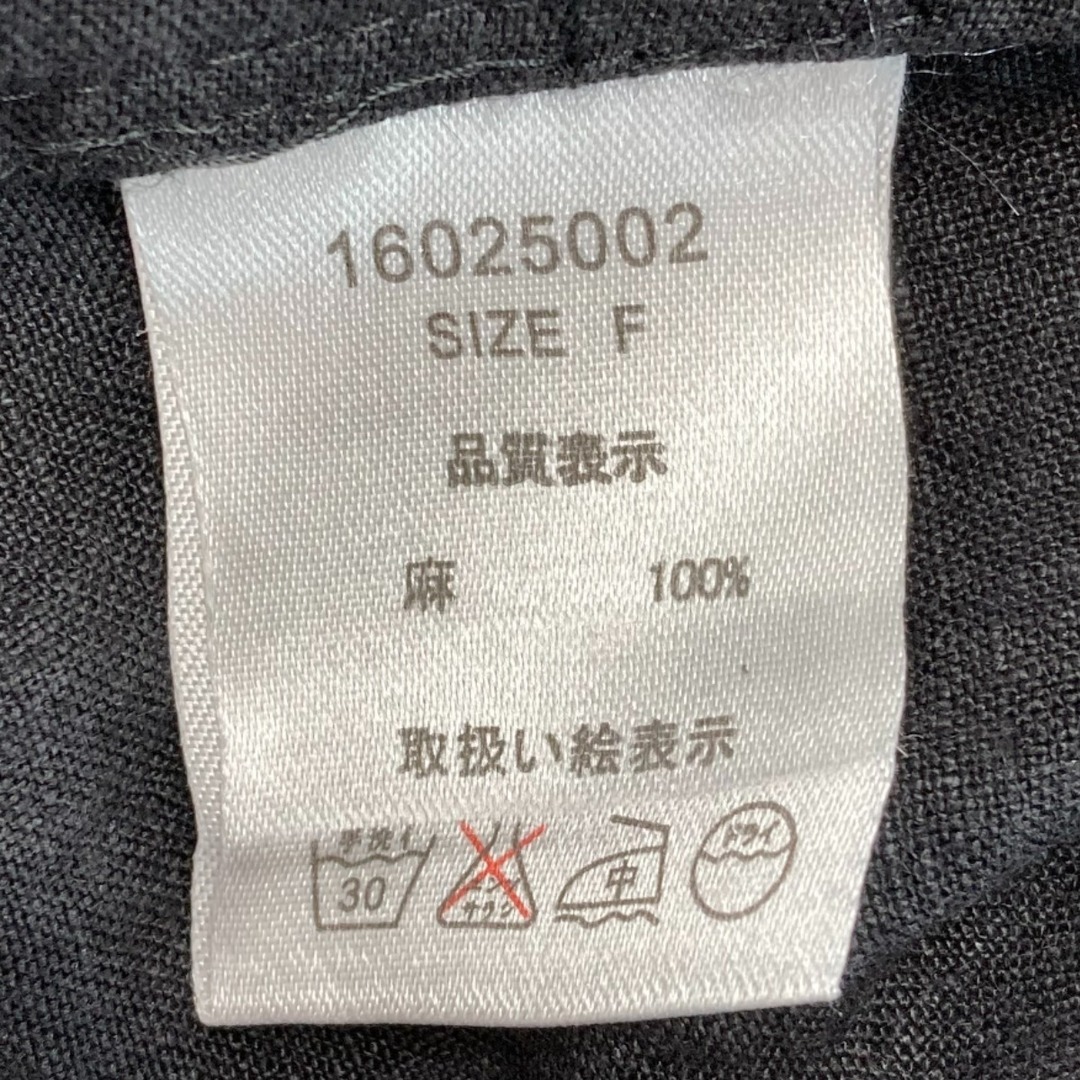 16025002
SIZE F
品質表示
麻 100%
取扱い絵表示
手洗イ 30 エンソ サラシ 中 ドライ